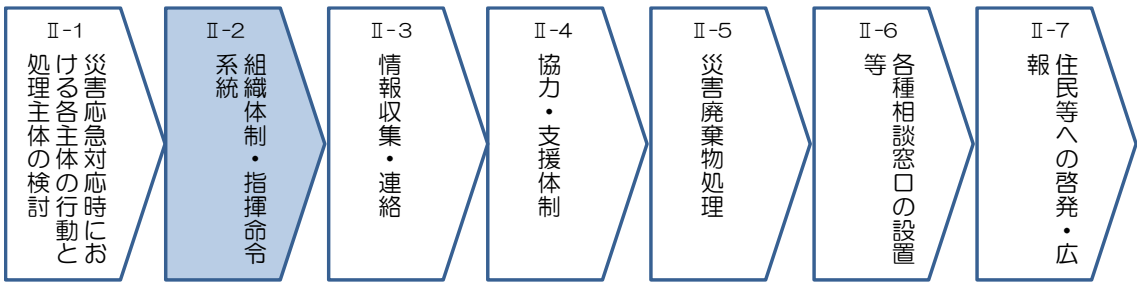 Ⅱ-1
災害応急対応時にお
ける各主体の行動と
処理主体の検討
Ⅱ-2
組織体制・指揮命令
系統
Ⅱ-3
情報収集・連絡
Ⅱ-4
協力・支援体制
Ⅱ-5
災害廃棄物処理
Ⅱ-6
各種相談窓口の設置
等
Ⅱ-7
住民等への啓発・広
報